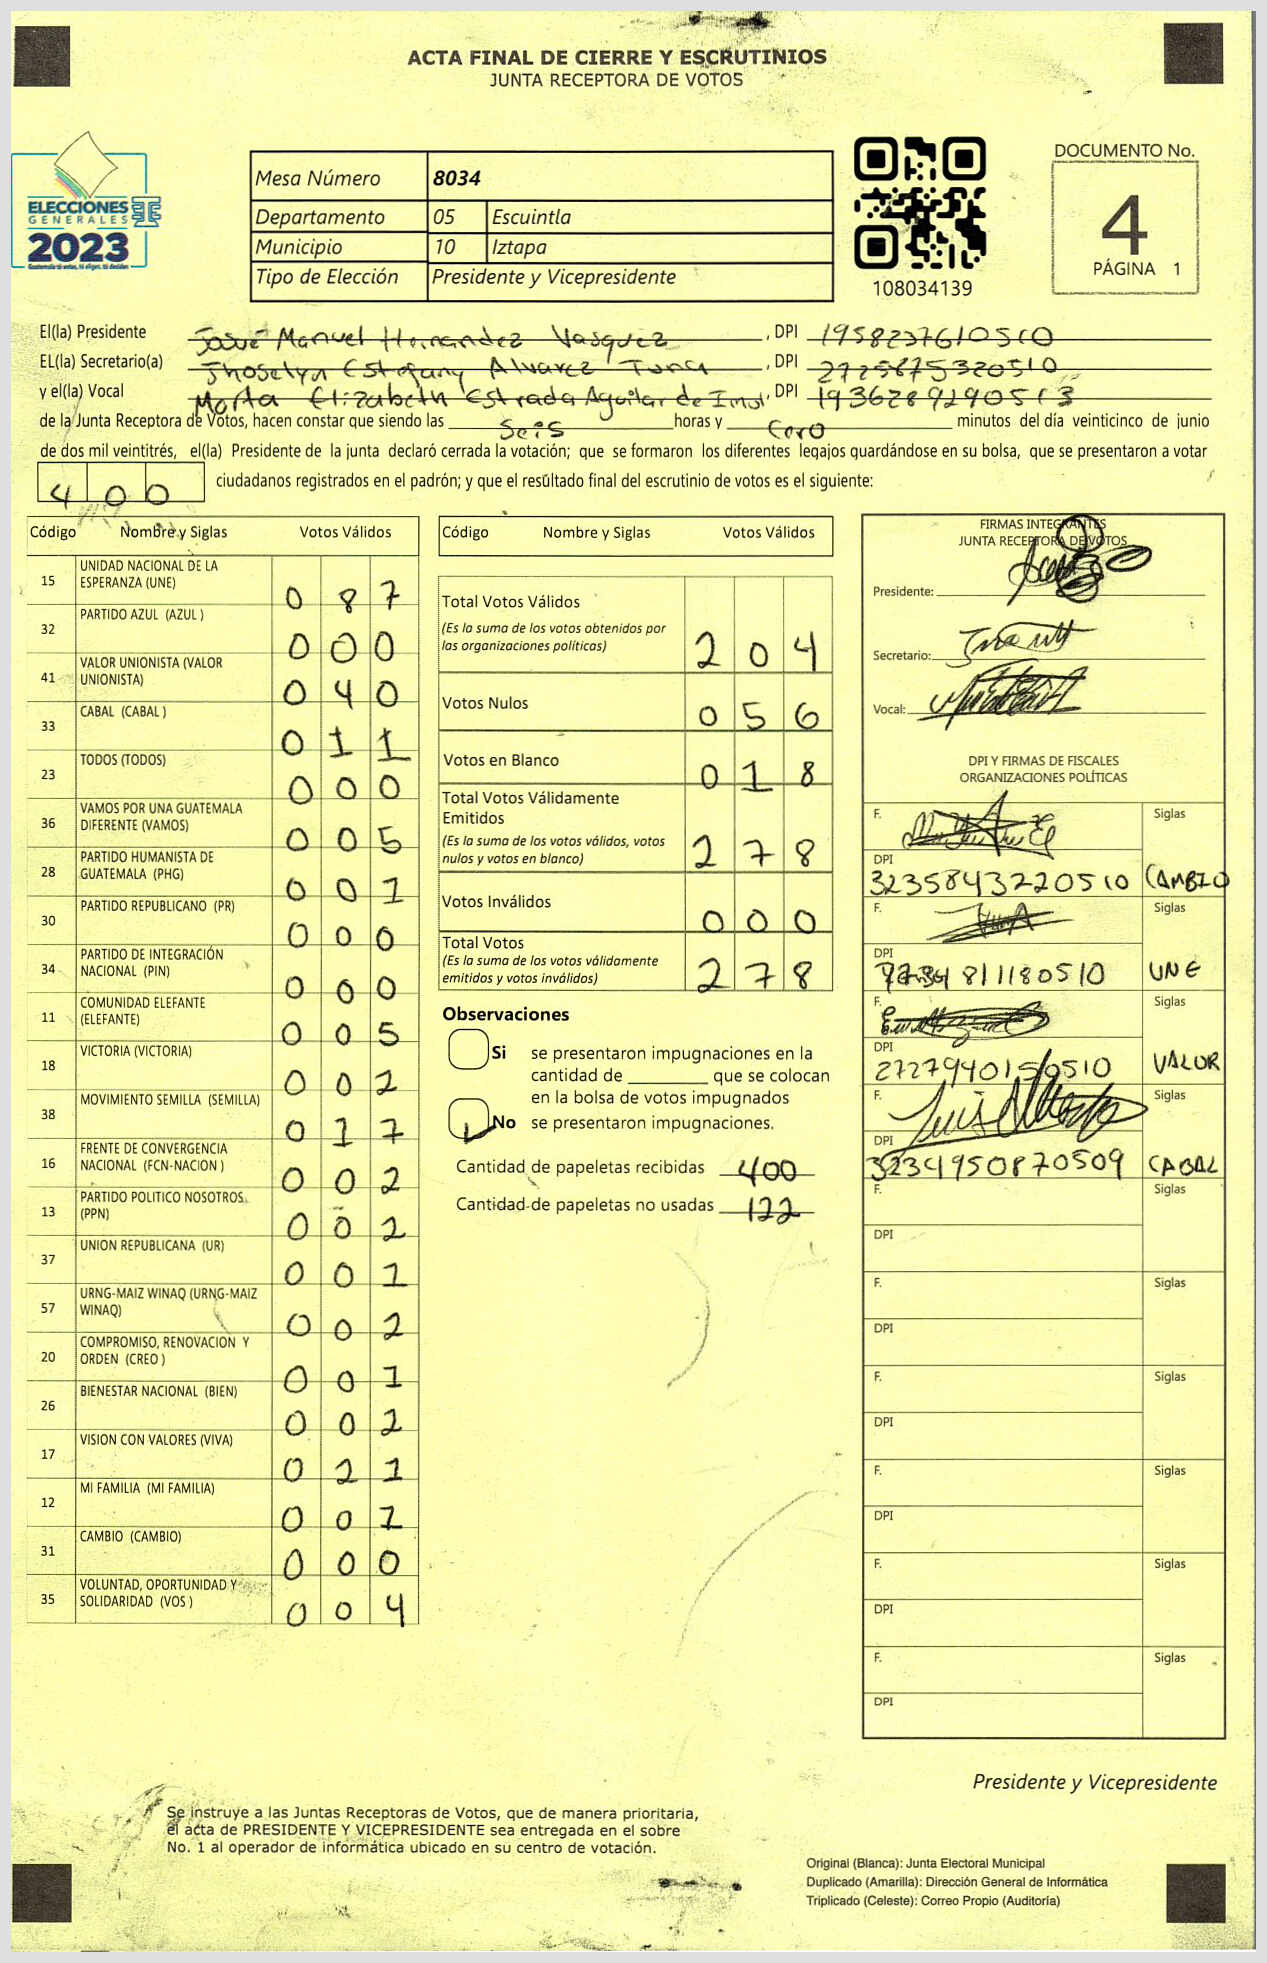 ACTA FINAL DE CIERRE Y ESCRUTINIOS
JUNTA RECEPTORA DE VOTOS
ELECCIONES
GENERALES
2023
Mesa Número 8034
Departamento 05 Escuintla
Municipio 10 Iztapa
Tipo de Elección Presidente y Vicepresidente
108034139
DOCUMENTO No.
4
PÁGINA 1
El(la) Presidente Josué Manuel Hernandez Vasquez, DPI 1958237610510
EL(la) Secretario(a) Jhoselyn Estefany Alvarez, DPI 2725875320510
y el(la) Vocal Marta Elizabeth Estrada Aguilar de, DPI 1936289290513
de la Junta Receptora de Votos, hacen constar que siendo las Seis horas y Cero minutos del día veinticinco de junio
de dos mil veintitrés, el(la) Presidente de la junta declaró cerrada la votación; que se formaron los diferentes legajos guardándose en su bolsa, que se presentaron a votar
400 ciudadanos registrados en el padrón; y que el resultado final del escrutinio de votos es el siguiente:
Código Nombre y Siglas Votos Válidos
15 UNIDAD NACIONAL DE LA ESPERANZA (UNE) 087
32 PARTIDO AZUL (AZUL ) 000
41 VALOR UNIONISTA (VALOR UNIONISTA) 040
33 CABAL (CABAL ) 011
23 TODOS (TODOS) 000
36 VAMOS POR UNA GUATEMALA DIFERENTE (VAMOS) 005
28 PARTIDO HUMANISTA DE GUATEMALA (PHG) 001
30 PARTIDO REPUBLICANO (PR) 000
34 PARTIDO DE INTEGRACIÓN NACIONAL (PIN) 000
11 COMUNIDAD ELEFANTE (ELEFANTE) 005
18 VICTORIA (VICTORIA) 002
38 MOVIMIENTO SEMILLA (SEMILLA) 017
16 FRENTE DE CONVERGENCIA NACIONAL (FCN-NACION ) 002
13 PARTIDO POLITICO NOSOTROS (PPN) 002
37 UNION REPUBLICANA (UR) 001
57 URNG-MAIZ WINAQ (URNG-MAIZ WINAQ) 002
20 COMPROMISO, RENOVACION Y ORDEN (CREO ) 001
26 BIENESTAR NACIONAL (BIEN) 002
17 VISION CON VALORES (VIVA) 021
12 MI FAMILIA (MI FAMILIA) 001
31 CAMBIO (CAMBIO) 000
35 VOLUNTAD, OPORTUNIDAD Y SOLIDARIDAD (VOS ) 004
Código Nombre y Siglas Votos Válidos
Total Votos Válidos 204
(Es la suma de los votos obtenidos por
las organizaciones políticas)
Votos Nulos 056
Votos en Blanco 018
Total Votos Válidamente
Emitidos
(Es la suma de los votos válidos, votos
nulos y votos en blanco) 278
Votos Inválidos 000
Total Votos
(Es la suma de los votos válidamente
emitidos y votos inválidos) 278
Observaciones
Si se presentaron impugnaciones en la
cantidad de ________ que se colocan
en la bolsa de votos impugnados
No se presentaron impugnaciones.
Cantidad de papeletas recibidas 400
Cantidad de papeletas no usadas 122
FIRMAS INTEGRANTES
JUNTA RECEPTORA DE VOTOS
Presidente:
Secretario:
Vocal:
DPI Y FIRMAS DE FISCALES
ORGANIZACIONES POLÍTICAS
F. Siglas
DPI
3235843220510 CAMBIO
F. Siglas
DPI
811180510 UNE
F. Siglas
DPI
2727940150510 VALOR
F. Siglas
DPI
3234950870509 CABAL
F. Siglas
DPI
F. Siglas
DPI
F. Siglas
DPI
F. Siglas
DPI
F. Siglas
DPI
F. Siglas
DPI
Presidente y Vicepresidente
Se instruye a las Juntas Receptoras de Votos, que de manera prioritaria,
el acta de PRESIDENTE Y VICEPRESIDENTE sea entregada en el sobre
No. 1 al operador de informática ubicado en su centro de votación.
Original (Blanca): Junta Electoral Municipal
Duplicado (Amarilla): Dirección General de Informática
Triplicado (Celeste): Correo Propio (Auditoría)